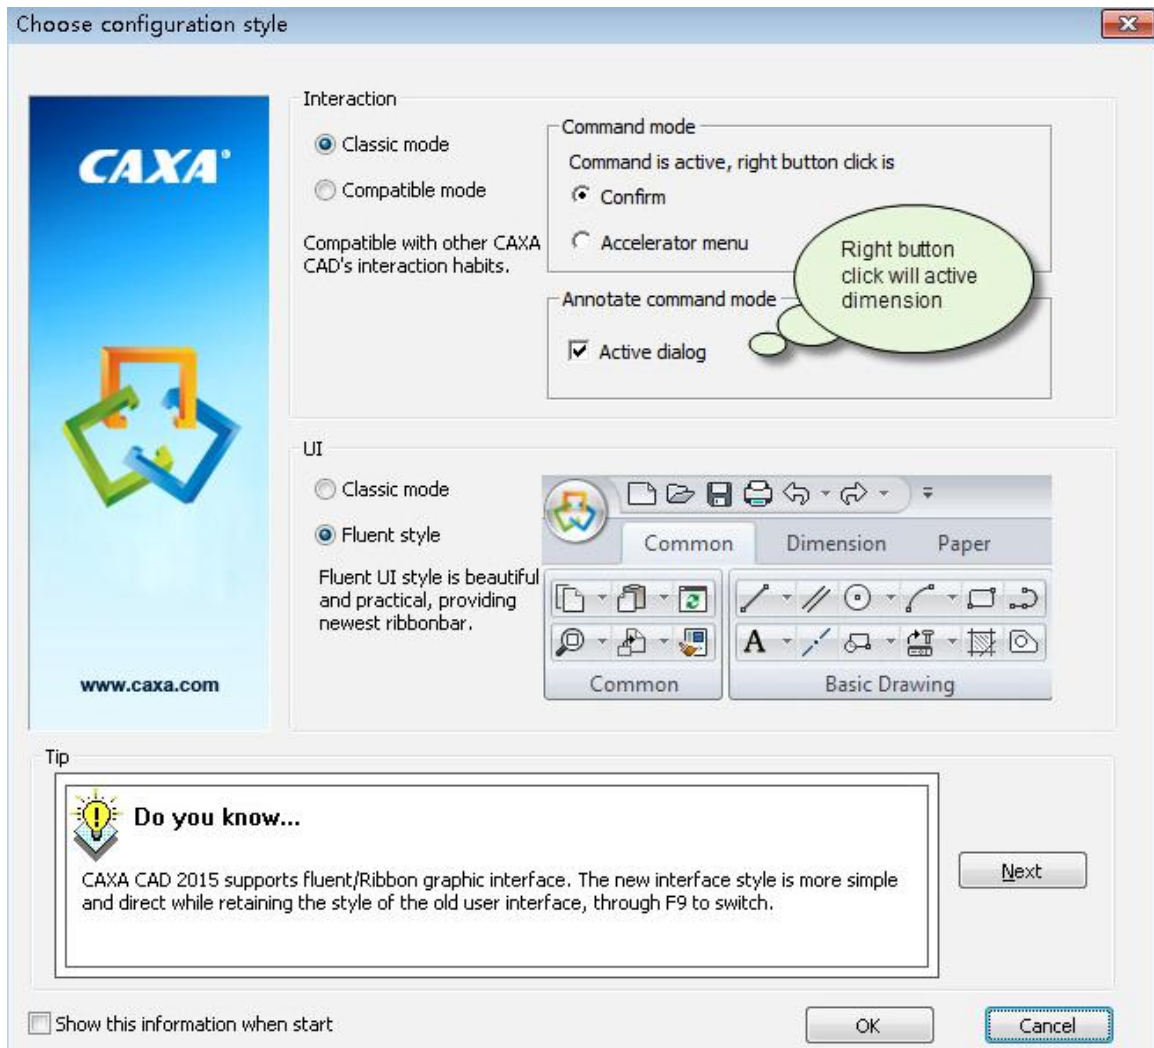 Choose configuration style
CAXA®
www.caxa.com
Interaction
Classic mode
Compatible mode
Compatible with other CAXA
CAD's interaction habits.
Command mode
Command is active, right button click is
Confirm
Accelerator menu
Right button
click will active
dimension
Annotate command mode
Active dialog
UI
Classic mode
Fluent style
Fluent UI style is beautiful
and practical, providing
newest ribbonbar.
Common
Dimension
Paper
A
Common
Basic Drawing
Tip
Do you know...
CAXA CAD 2015 supports fluent/Ribbon graphic interface. The new interface style is more simple
and direct while retaining the style of the old user interface, through F9 to switch.
Next
Show this information when start
OK
Cancel